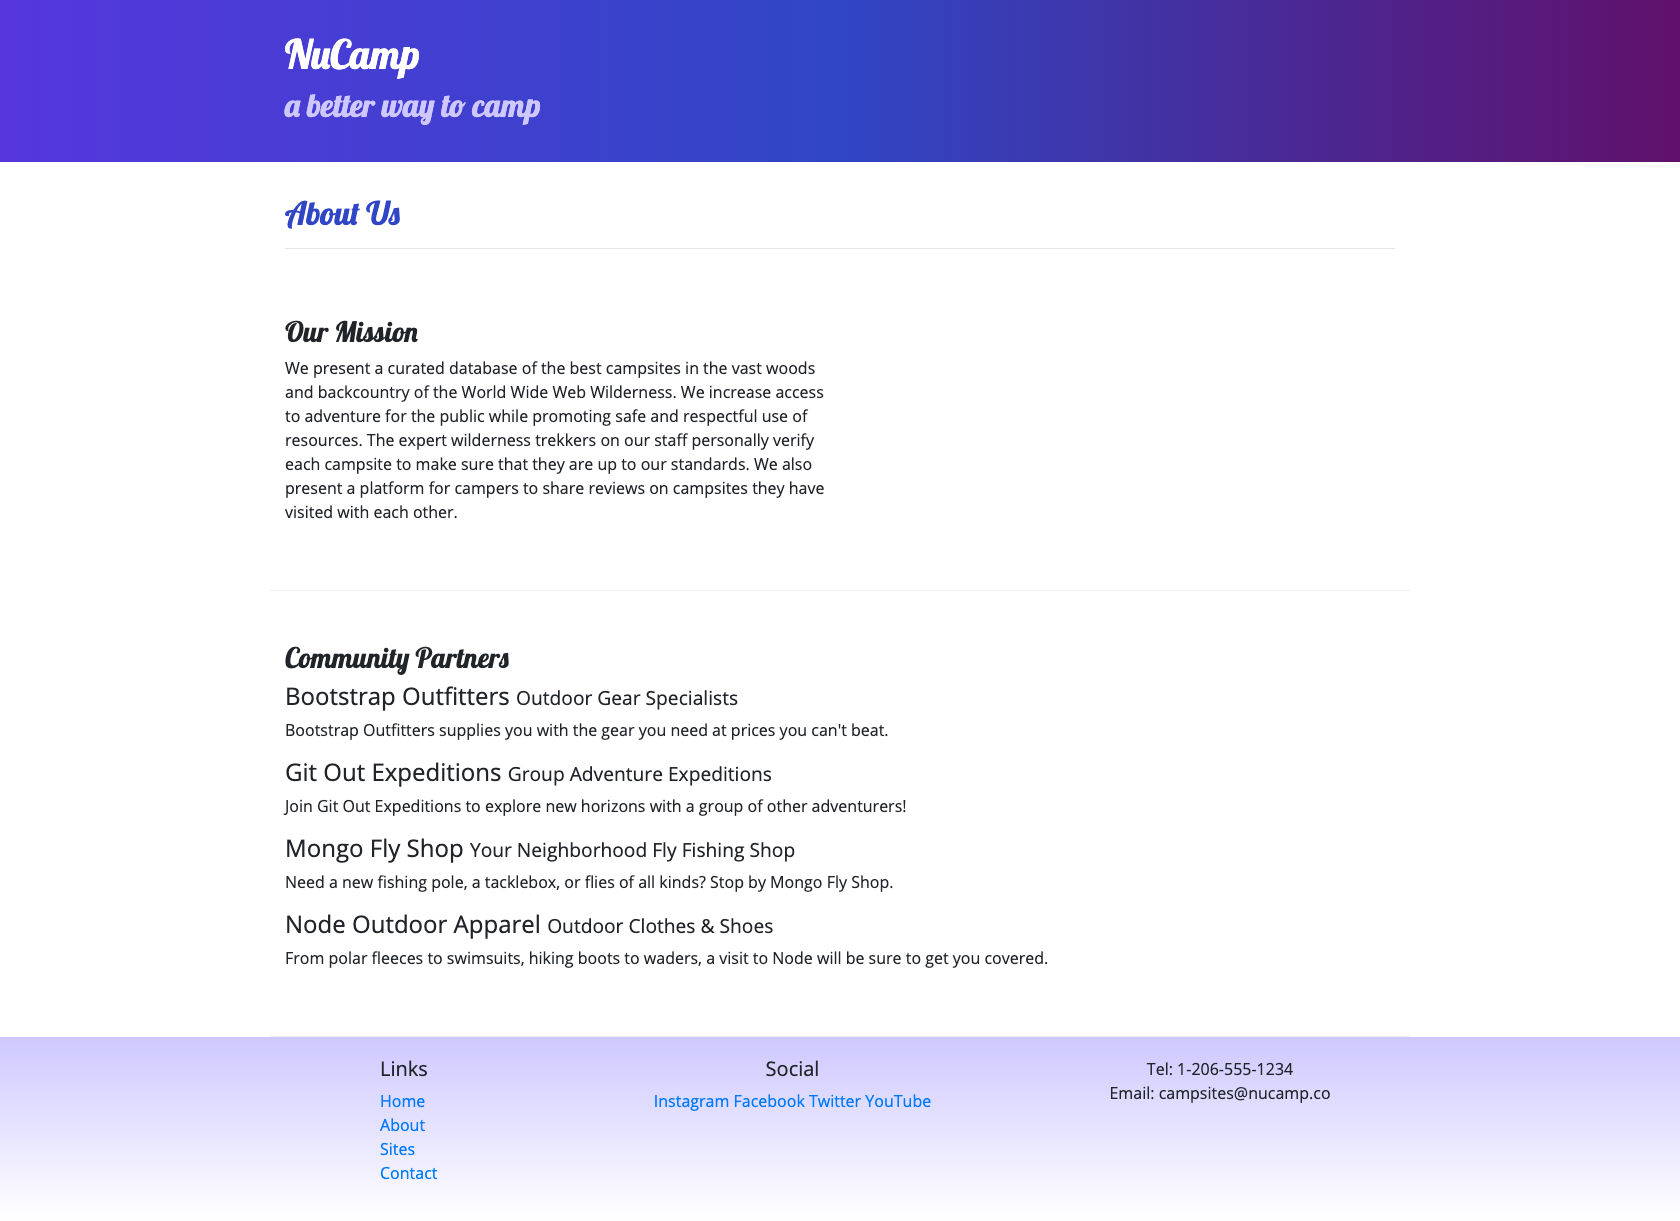 NuCamp
a better way to camp
About Us
Our Mission
We present a curated database of the best campsites in the vast woods
and backcountry of the World Wide Web Wilderness. We increase access
to adventure for the public while promoting safe and respectful use of
resources. The expert wilderness trekkers on our staff personally verify
each campsite to make sure that they are up to our standards. We also
present a platform for campers to share reviews on campsites they have
visited with each other.
Community Partners
Bootstrap Outfitters Outdoor Gear Specialists
Bootstrap Outfitters supplies you with the gear you need at prices you can't beat.
Git Out Expeditions Group Adventure Expeditions
Join Git Out Expeditions to explore new horizons with a group of other adventurers!
Mongo Fly Shop Your Neighborhood Fly Fishing Shop
Need a new fishing pole, a tacklebox, or flies of all kinds? Stop by Mongo Fly Shop.
Node Outdoor Apparel Outdoor Clothes & Shoes
From polar fleeces to swimsuits, hiking boots to waders, a visit to Node will be sure to get you covered.
Links
Home
About
Sites
Contact
Social
Instagram Facebook Twitter YouTube
Tel: 1-206-555-1234
Email: campsites@nucamp.co